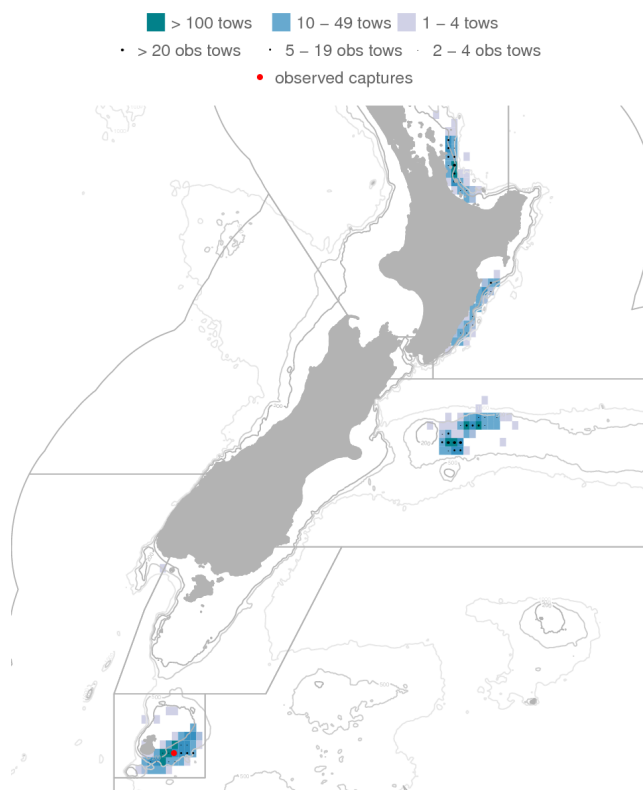 > 100 tows 10 − 49 tows 1 − 4 tows
> 20 obs tows 5 − 19 obs tows 2 − 4 obs tows
observed captures